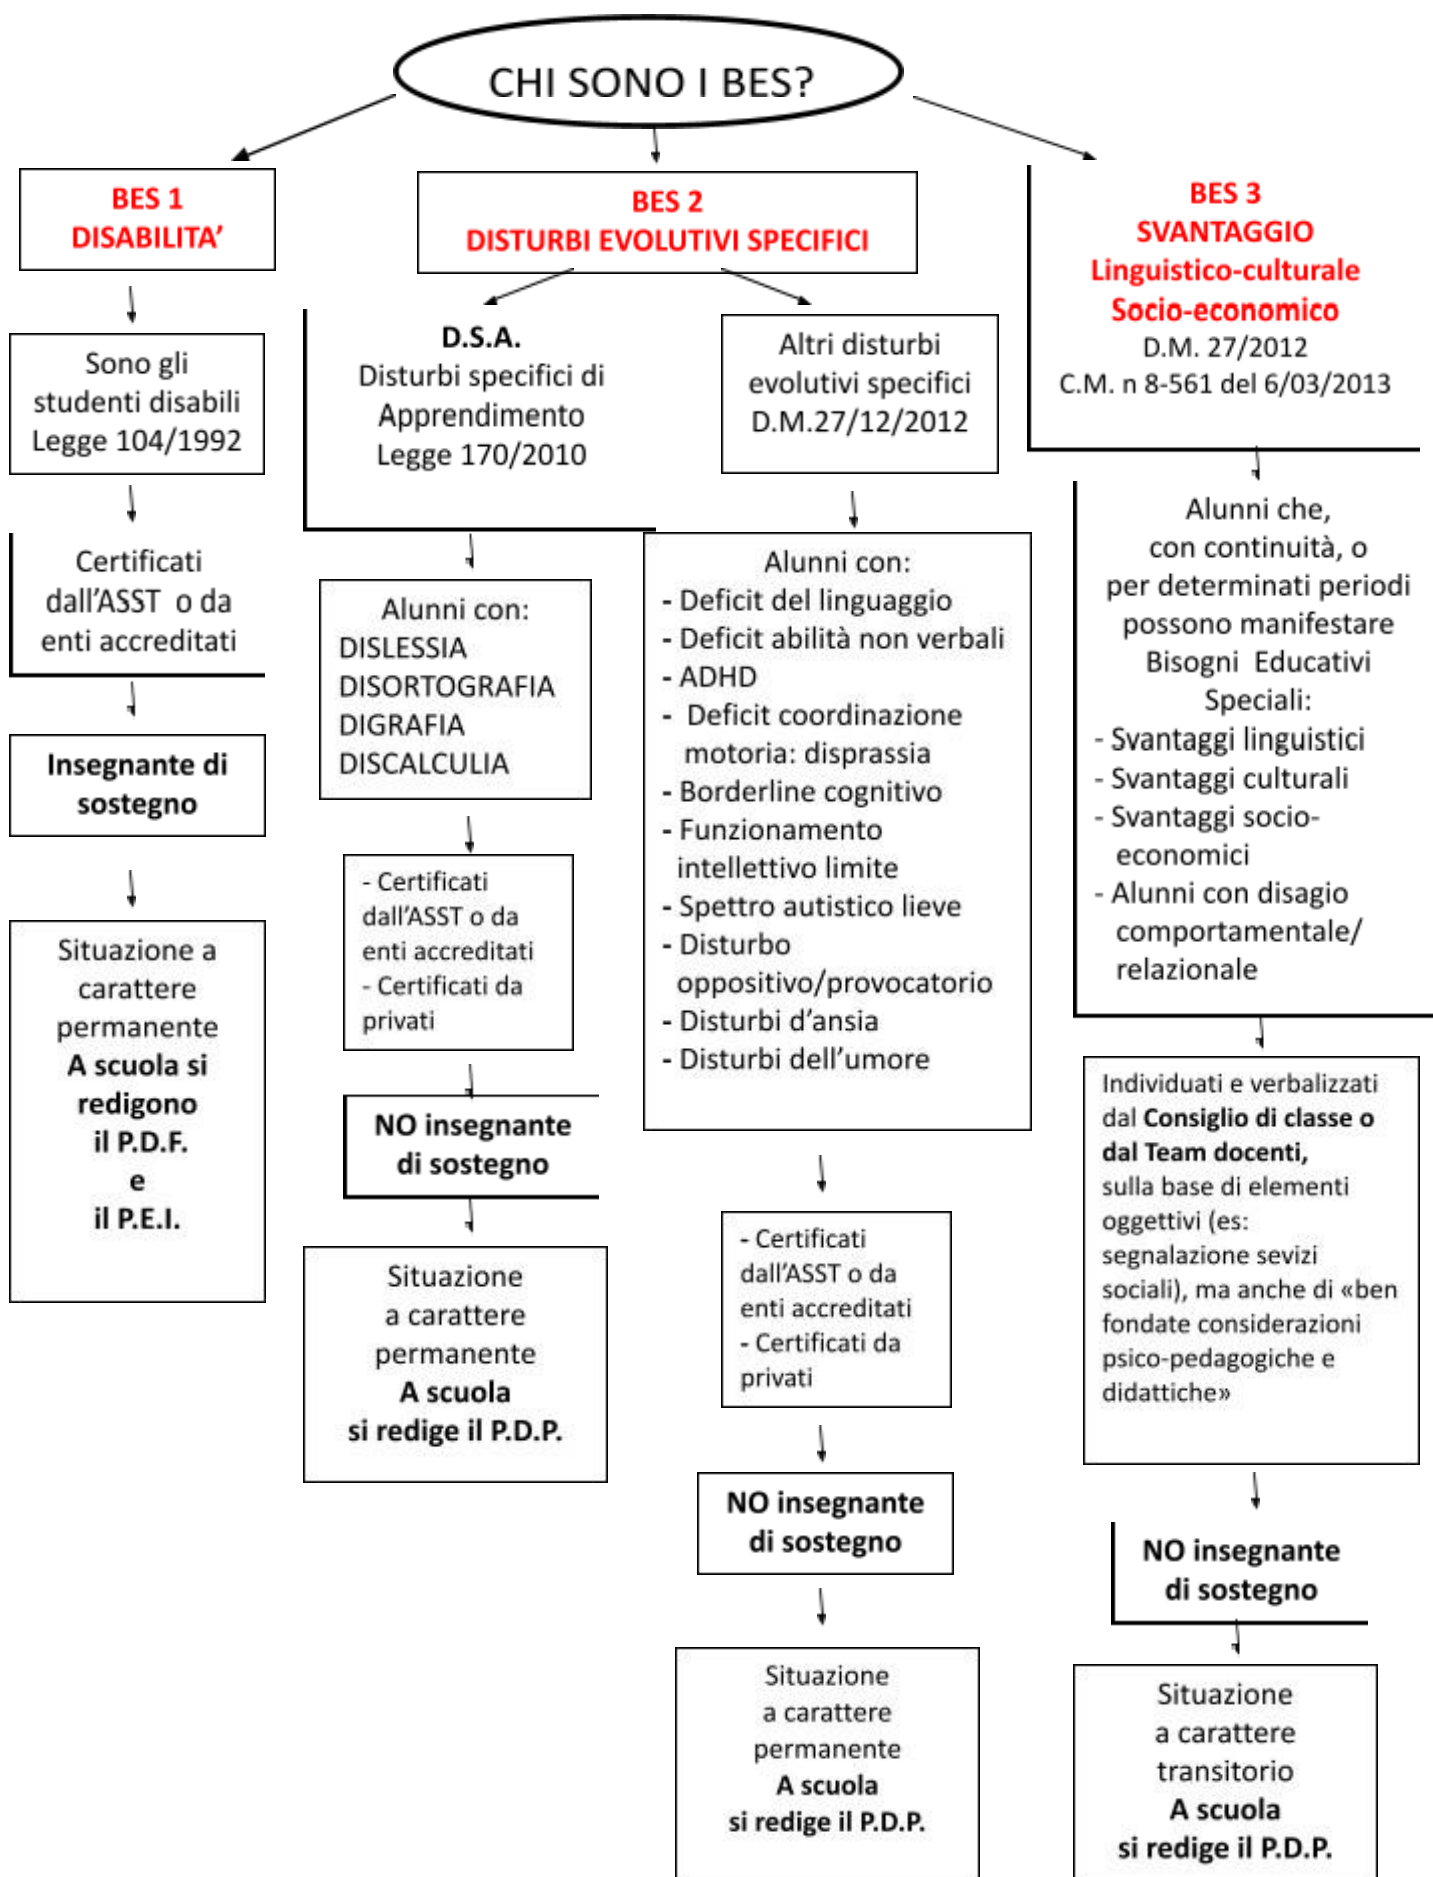 CHI SONO I BES?
BES 1
DISABILITA’
Sono gli
studenti disabili
Legge 104/1992
Certificati
dall’ASST o da
enti accreditati
Insegnante di
sostegno
Situazione a
carattere
permanente
A scuola si
redigono
il P.D.F.
e
il P.E.I.
BES 2
DISTURBI EVOLUTIVI SPECIFICI
D.S.A.
Disturbi specifici di
Apprendimento
Legge 170/2010
Alunni con:
DISLESSIA
DISORTOGRAFIA
DIGRAFIA
DISCALCULIA
- Certificati
dall’ASST o da
enti accreditati
- Certificati da
privati
NO insegnante
di sostegno
Situazione
a carattere
permanente
A scuola
si redige il P.D.P.
Altri disturbi
evolutivi specifici
D.M.27/12/2012
Alunni con:
- Deficit del linguaggio
- Deficit abilità non verbali
- ADHD
- Deficit coordinazione
motoria: disprassia
- Borderline cognitivo
- Funzionamento
intellettivo limite
- Spettro autistico lieve
- Disturbo
oppositivo/provocatorio
- Disturbi d’ansia
- Disturbi dell’umore
- Certificati
dall’ASST o da
enti accreditati
- Certificati da
privati
NO insegnante
di sostegno
Situazione
a carattere
permanente
A scuola
si redige il P.D.P.
BES 3
SVANTAGGIO
Linguistico-culturale
Socio-economico
D.M. 27/2012
C.M. n 8-561 del 6/03/2013
Alunni che,
con continuità, o
per determinati periodi
possono manifestare
Bisogni Educativi
Speciali:
- Svantaggi linguistici
- Svantaggi culturali
- Svantaggi socio-
economici
- Alunni con disagio
comportamentale/
relazionale
Individuati e verbalizzati
dal Consiglio di classe o
dal Team docenti,
sulla base di elementi
oggettivi (es:
segnalazione sevizi
sociali), ma anche di «ben
fondate considerazioni
psico-pedagogiche e
didattiche»
NO insegnante
di sostegno
Situazione
a carattere
transitorio
A scuola
si redige il P.D.P.